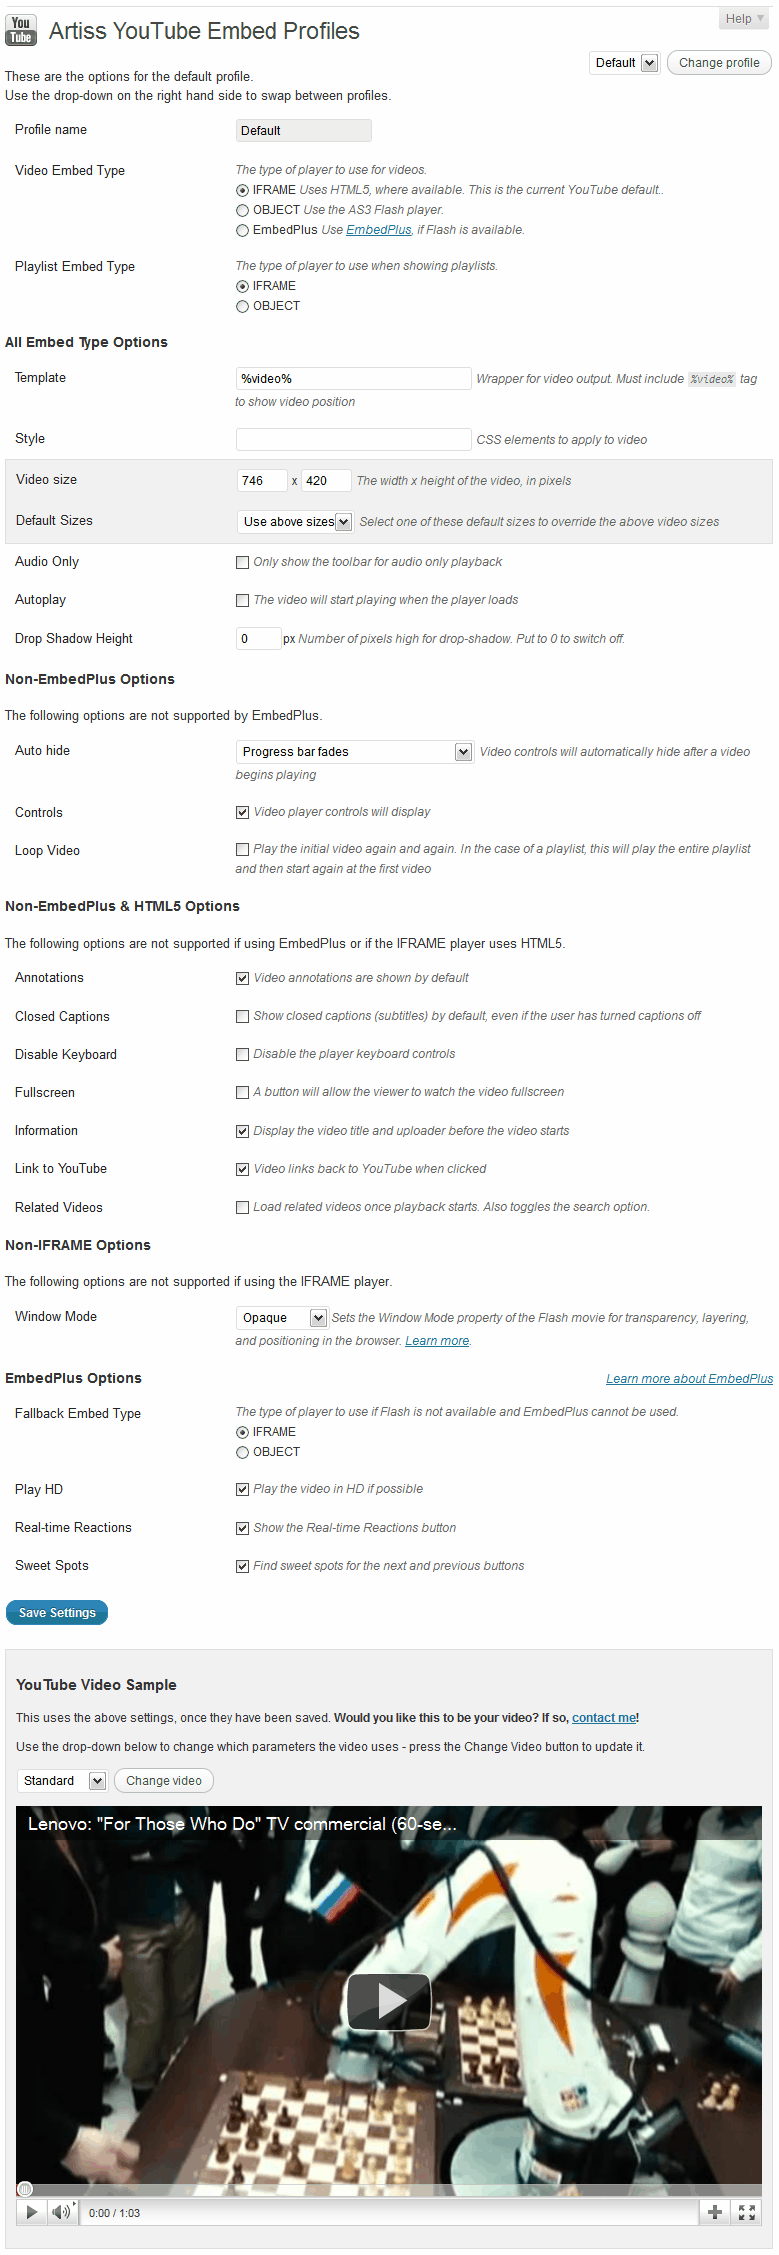 You
Tube
Artiss YouTube Embed Profiles
Help
Default
Change profile
These are the options for the default profile.
Use the drop-down on the right hand side to swap between profiles.
Profile name
Default
Video Embed Type
The type of player to use for videos.
IFRAME Uses HTML5, where available. This is the current YouTube default..
OBJECT Use the AS3 Flash player.
EmbedPlus Use EmbedPlus, if Flash is available.
Playlist Embed Type
The type of player to use when showing playlists.
IFRAME
OBJECT
All Embed Type Options
Template
%video%
Wrapper for video output. Must include %video% tag
to show video position
Style
CSS elements to apply to video
Video size
746 x 420 The width x height of the video, in pixels
Default Sizes
Use above sizes
Select one of these default sizes to override the above video sizes
Audio Only
Only show the toolbar for audio only playback
Autoplay
The video will start playing when the player loads
Drop Shadow Height
0 px Number of pixels high for drop-shadow. Put to 0 to switch off.
Non-EmbedPlus Options
The following options are not supported by EmbedPlus.
Auto hide
Progress bar fades
Video controls will automatically hide after a video
begins playing
Controls
Video player controls will display
Loop Video
Play the initial video again and again. In the case of a playlist, this will play the entire playlist
and then start again at the first video
Non-EmbedPlus & HTML5 Options
The following options are not supported if using EmbedPlus or if the IFRAME player uses HTML5.
Annotations
Video annotations are shown by default
Closed Captions
Show closed captions (subtitles) by default, even if the user has turned captions off
Disable Keyboard
Disable the player keyboard controls
Fullscreen
A button will allow the viewer to watch the video fullscreen
Information
Display the video title and uploader before the video starts
Link to YouTube
Video links back to YouTube when clicked
Related Videos
Load related videos once playback starts. Also toggles the search option.
Non-IFRAME Options
The following options are not supported if using the IFRAME player.
Window Mode
Opaque
Sets the Window Mode property of the Flash movie for transparency, layering,
and positioning in the browser. Learn more.
EmbedPlus Options
Learn more about EmbedPlus
Fallback Embed Type
The type of player to use if Flash is not available and EmbedPlus cannot be used.
IFRAME
OBJECT
Play HD
Play the video in HD if possible
Real-time Reactions
Show the Real-time Reactions button
Sweet Spots
Find sweet spots for the next and previous buttons
Save Settings
YouTube Video Sample
This uses the above settings, once they have been saved. Would you like this to be your video? If so, contact me!
Use the drop-down below to change which parameters the video uses - press the Change Video button to update it.
Standard
Change video
Lenovo: "For Those Who Do" TV commercial (60-se...
0:00 / 1:03